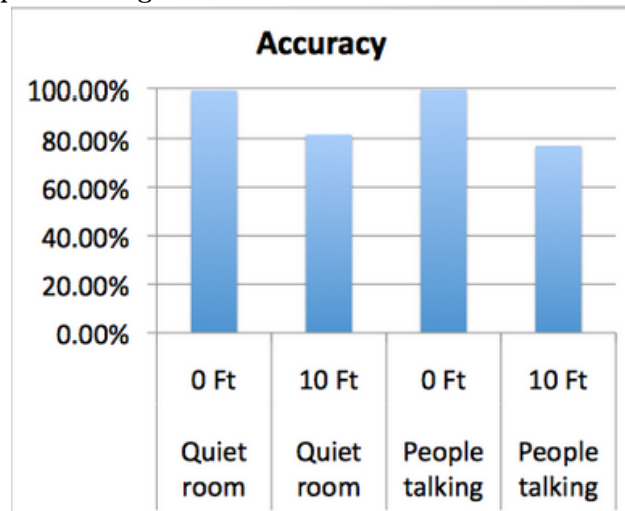 Accuracy
100.00%
80.00%
60.00%
40.00%
20.00%
0.00%
0 Ft 10 Ft 0 Ft 10 Ft
Quiet Quiet People People
room room talking talking